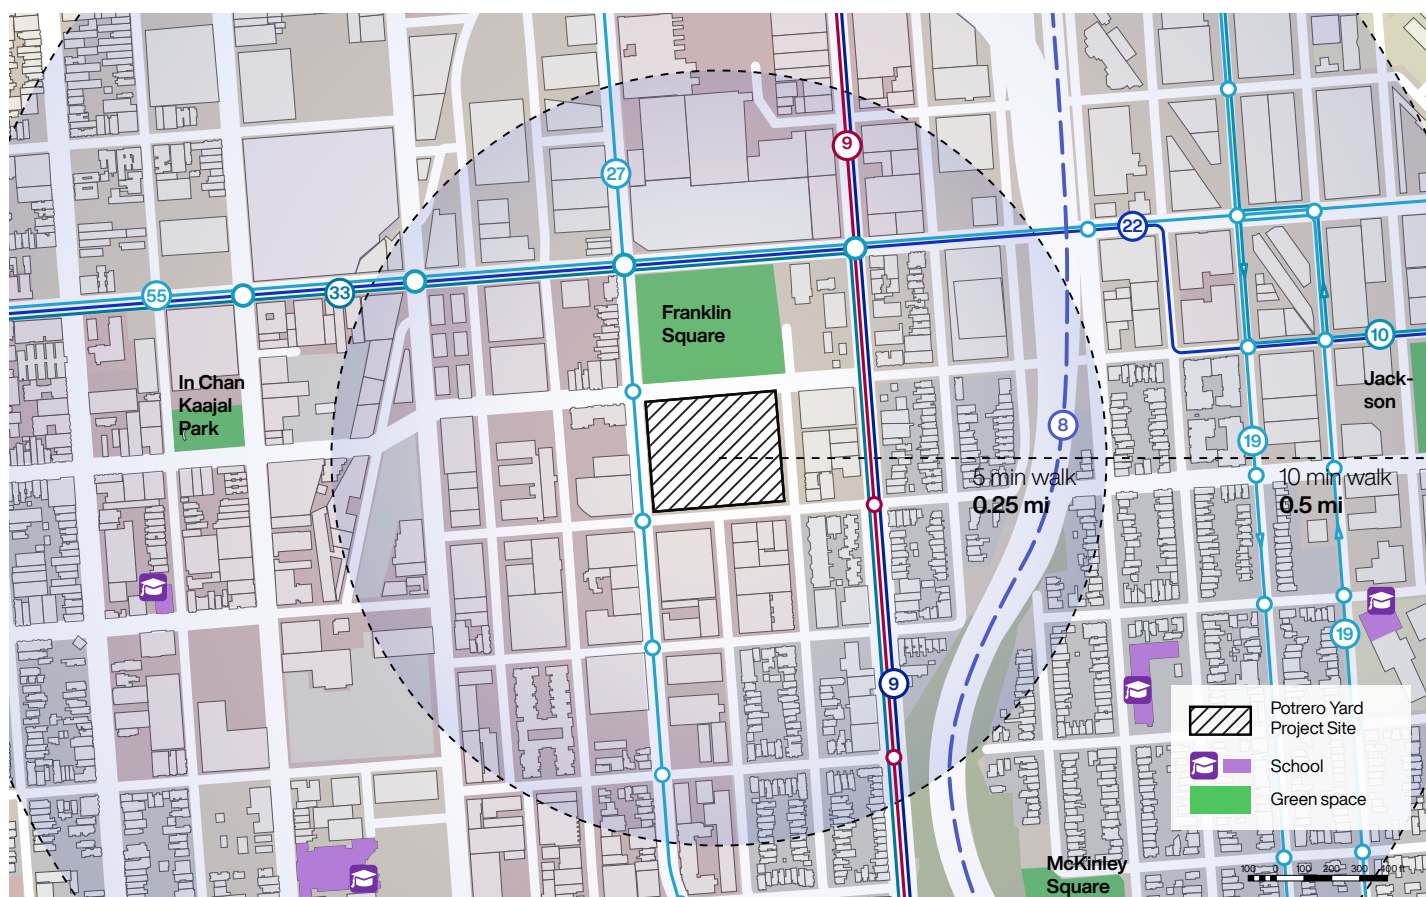 9
27
22
55
33
10
Franklin
Square
In Chan
Kaajal
Park
Jack-
son
8
19
5 min walk
0.25 mi
10 min walk
0.5 mi
19
9
Potrero Yard
Project Site
School
Green space
McKinley
Square
100 0 100 200 300 400 ft